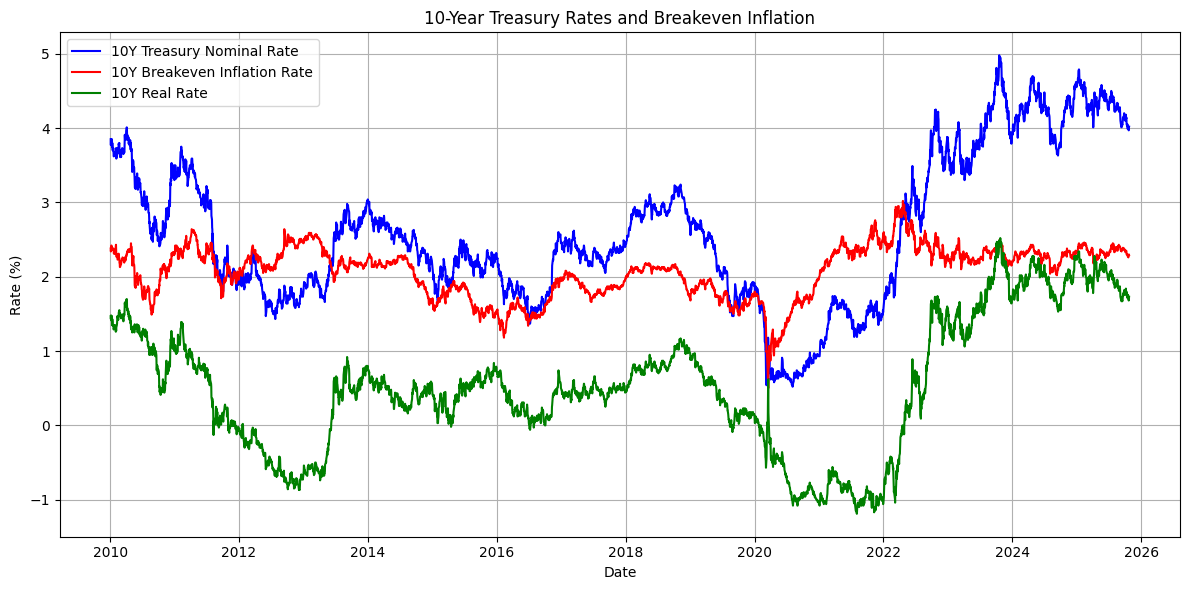 10-Year Treasury Rates and Breakeven Inflation
10Y Treasury Nominal Rate
10Y Breakeven Inflation Rate
10Y Real Rate
Rate (%)
5
4
3
2
1
0
−1
2010 2012 2014 2016 2018 2020 2022 2024 2026
Date